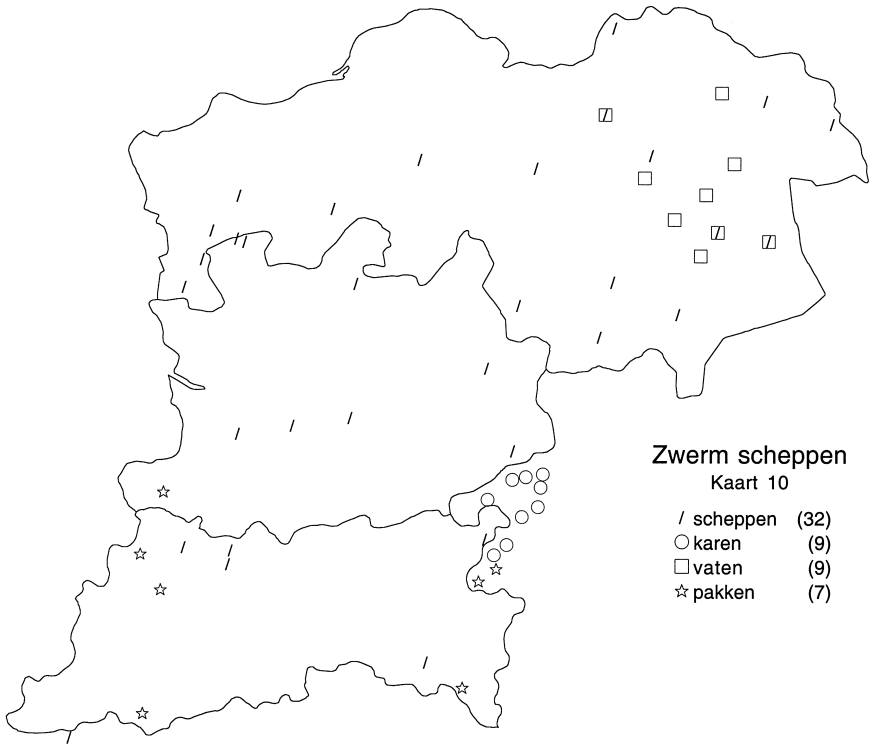 Zwerm scheppen
Kaart 10
scheppen (32)
karen (9)
vaten (9)
pakken (7)